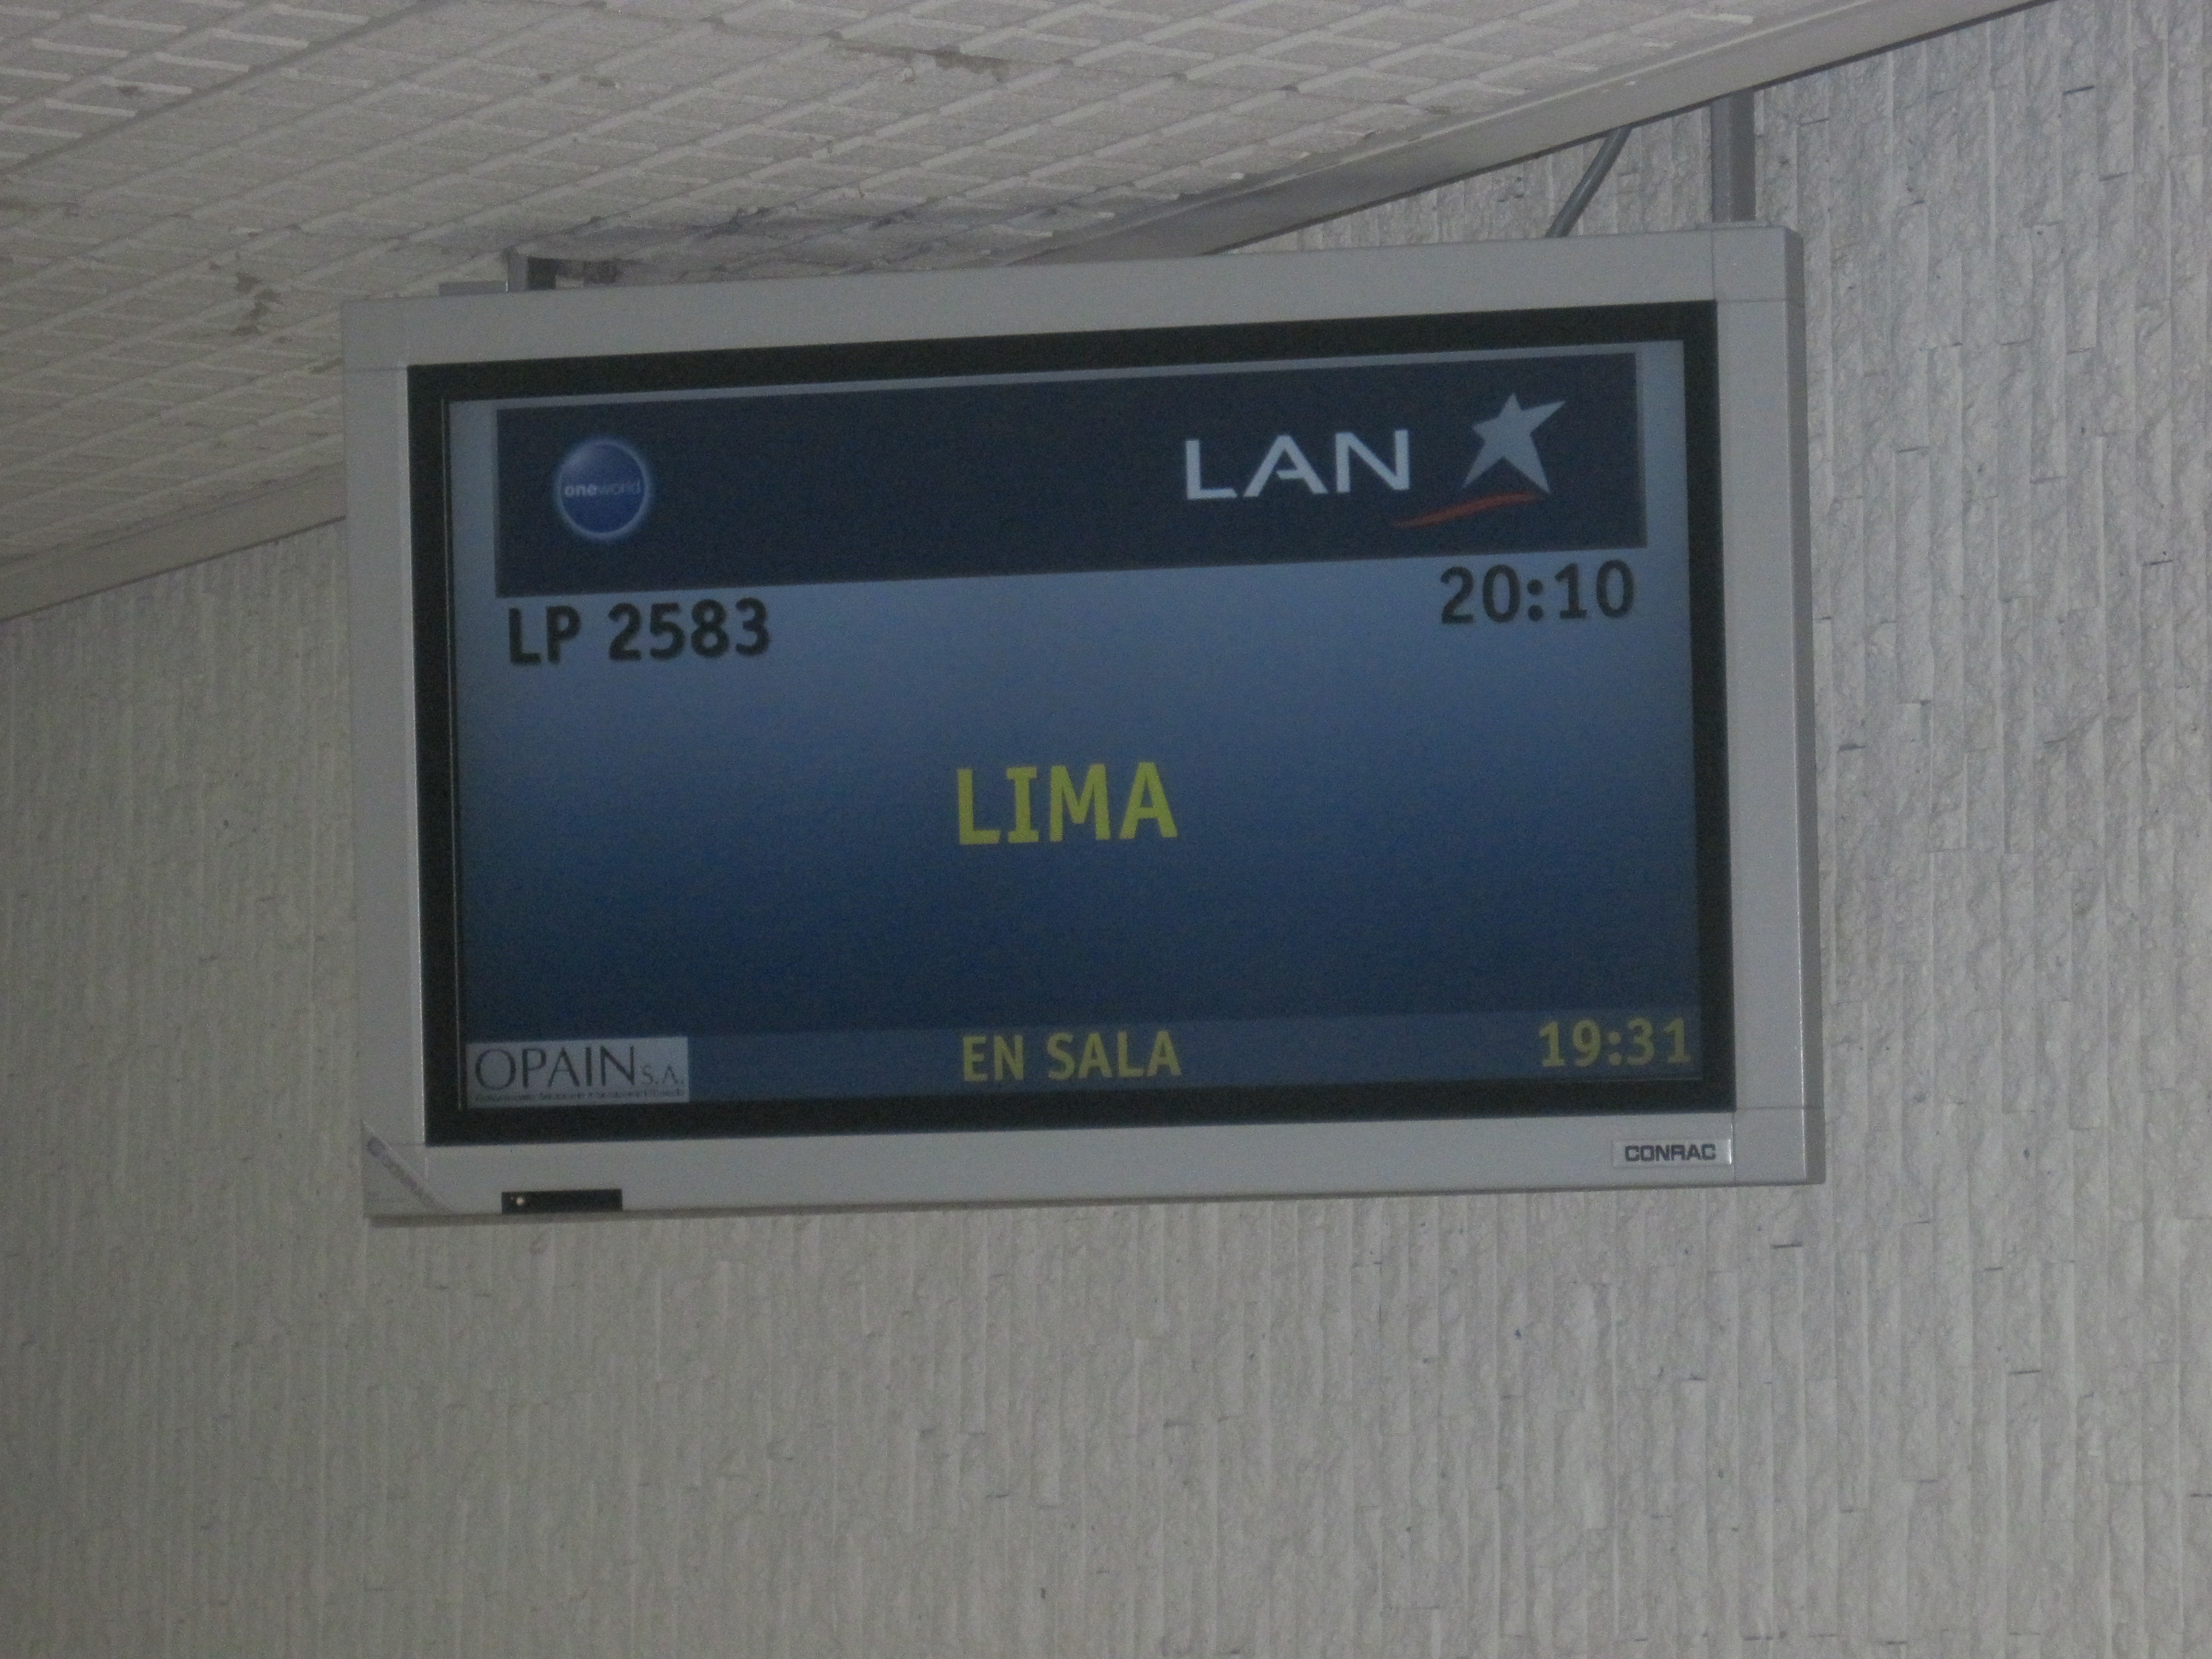 oneworld
LAN
LP 2583
20:10
LIMA
OPAIN S.A.
EN SALA
19:31
CONRAC